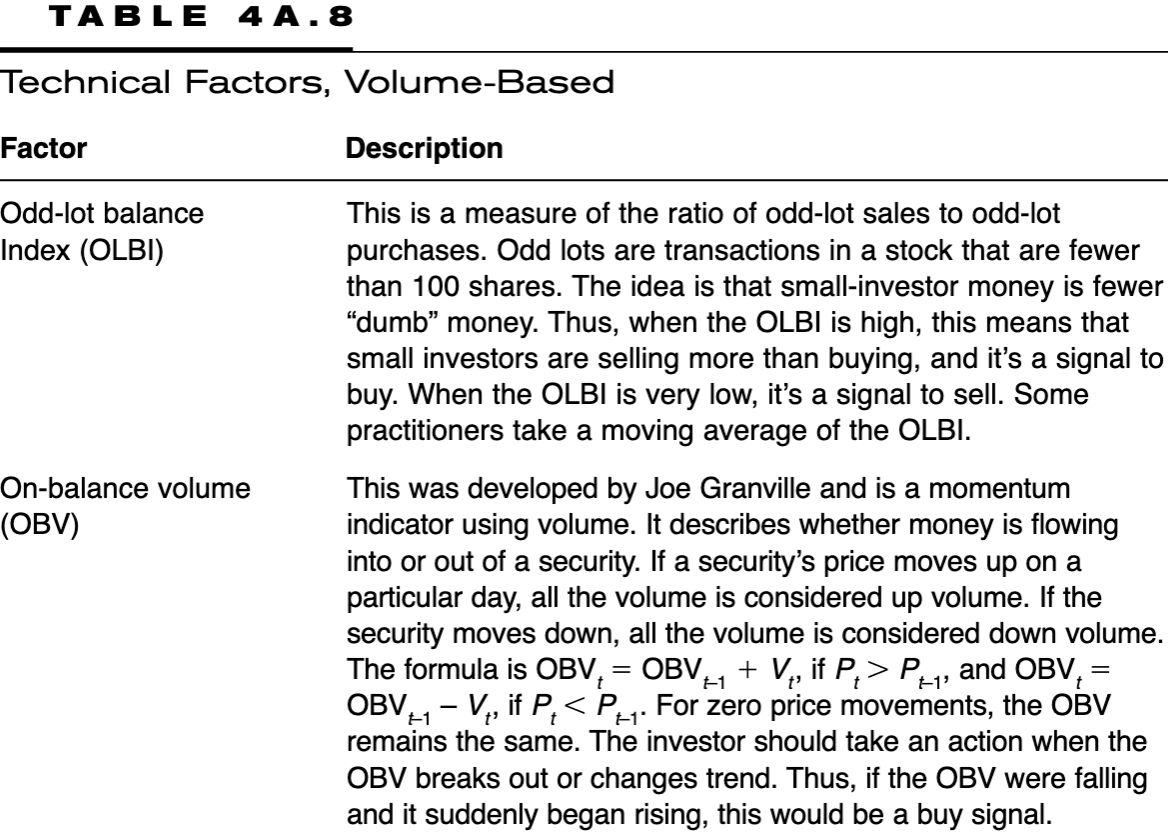 TABLE 4A.8
Technical Factors, Volume-Based
Factor Description
Odd-lot balance This is a measure of the ratio of odd-lot sales to odd-lot
Index (OLBI) purchases. Odd lots are transactions in a stock that are fewer
than 100 shares. The idea is that small-investor money is fewer
“dumb” money. Thus, when the OLBI is high, this means that
small investors are selling more than buying, and it’s a signal to
buy. When the OLBI is very low, it’s a signal to sell. Some
practitioners take a moving average of the OLBI.
On-balance volume This was developed by Joe Granville and is a momentum
(OBV) indicator using volume. It describes whether money is flowing
into or out of a security. If a security’s price moves up on a
particular day, all the volume is considered up volume. If the
security moves down, all the volume is considered down volume.
The formula is OBV_t = OBV_{t–1} + V_t, if P_t > P_{t–1}, and OBV_t =
OBV_{t–1} – V_t, if P_t < P_{t–1}. For zero price movements, the OBV
remains the same. The investor should take an action when the
OBV breaks out or changes trend. Thus, if the OBV were falling
and it suddenly began rising, this would be a buy signal.